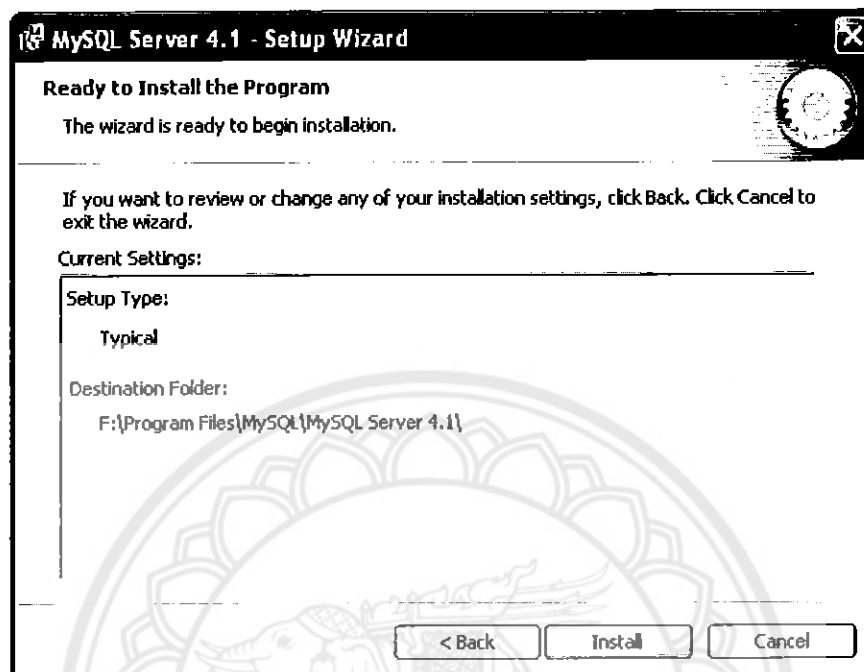 MySQL Server 4.1 - Setup Wizard
Ready to Install the Program
The wizard is ready to begin installation.
If you want to review or change any of your installation settings, click Back. Click Cancel to
exit the wizard.
Current Settings:
Setup Type:
Typical
Destination Folder:
F:\Program Files\MySQL\MySQL Server 4.1\
< Back
Install
Cancel